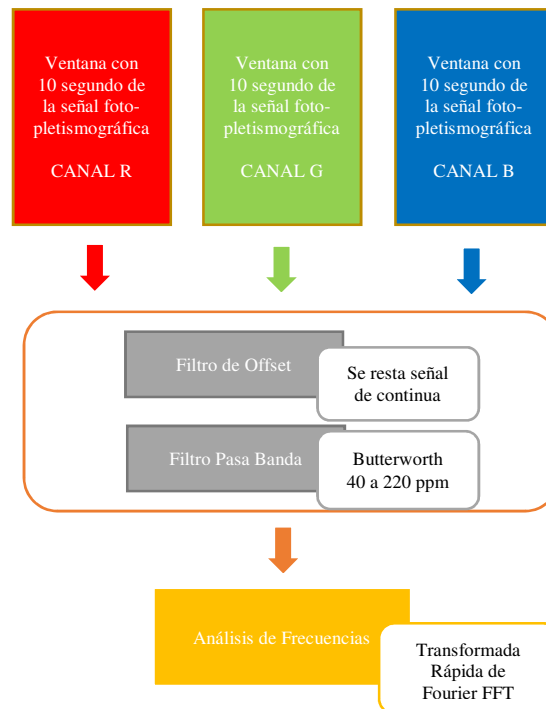 Ventana con
10 segundo de
la señal foto-
pletismográfica
CANAL R
Ventana con
10 segundo de
la señal foto-
pletismográfica
CANAL G
Ventana con
10 segundo de
la señal foto-
pletismográfica
CANAL B
Filtro de Offset
Se resta señal
de continua
Filtro Pasa Banda
Butterworth
40 a 220 ppm
Análisis de Frecuencias
Transformada
Rápida de
Fourier FFT